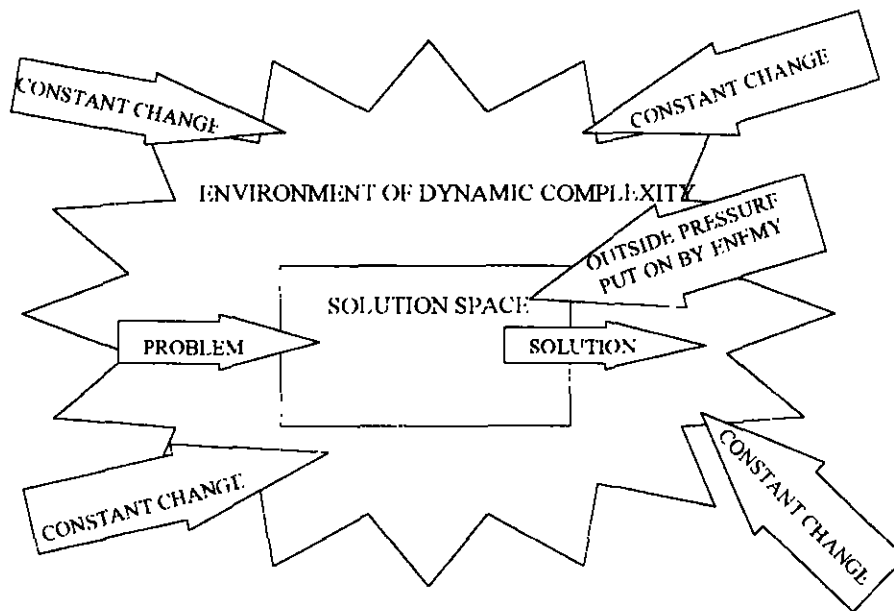 CONSTANT CHANGE
CONSTANT CHANGE
ENVIRONMENT OF DYNAMIC COMPLEXITY
OUTSIDE PRESSURE
PUT ON BY ENEMY
SOLUTION SPACE
PROBLEM
SOLUTION
CONSTANT CHANGE
CONSTANT CHANGE